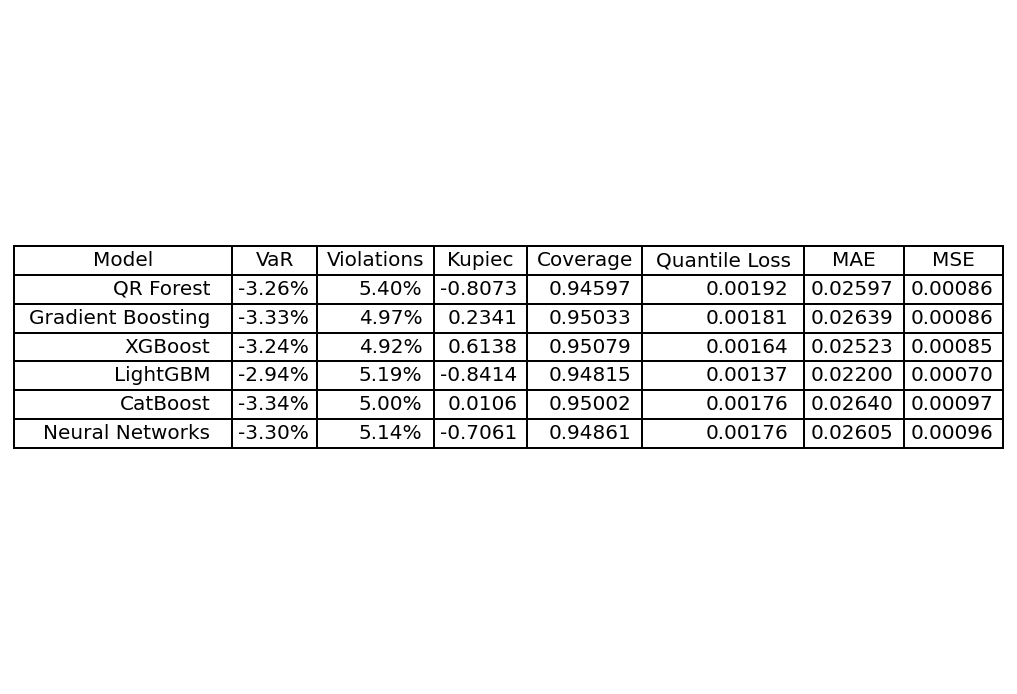 Model VaR Violations Kupiec Coverage Quantile Loss MAE MSE
QR Forest -3.26% 5.40% -0.8073 0.94597 0.00192 0.02597 0.00086
Gradient Boosting -3.33% 4.97% 0.2341 0.95033 0.00181 0.02639 0.00086
XGBoost -3.24% 4.92% 0.6138 0.95079 0.00164 0.02523 0.00085
LightGBM -2.94% 5.19% -0.8414 0.94815 0.00137 0.02200 0.00070
CatBoost -3.34% 5.00% 0.0106 0.95002 0.00176 0.02640 0.00097
Neural Networks -3.30% 5.14% -0.7061 0.94861 0.00176 0.02605 0.00096